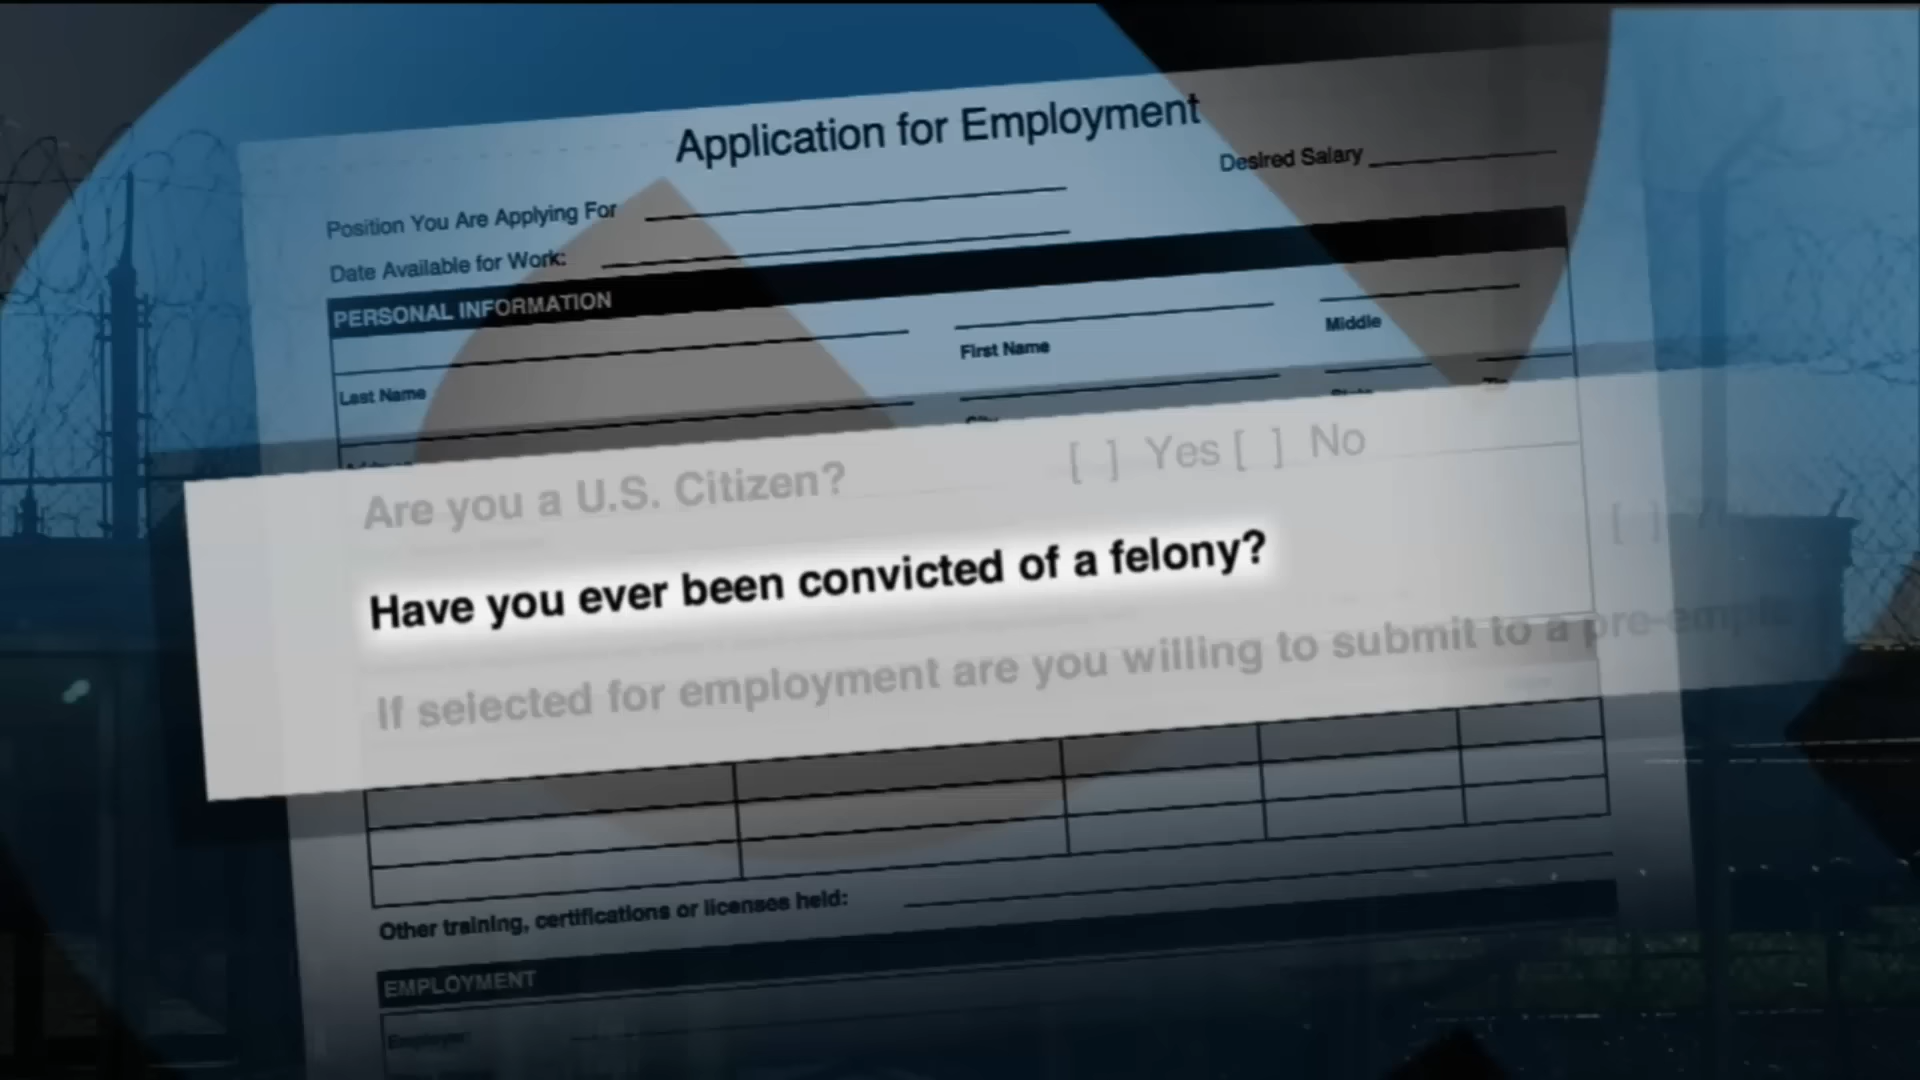 Application for Employment
Desired Salary
Position You Are Applying For
Date Available for Work:
PERSONAL INFORMATION
Last Name First Name Middle
Are you a U.S. Citizen? [ ] Yes [ ] No
Have you ever been convicted of a felony?
If selected for employment are you willing to submit to a
Other training, certifications or licenses held:
EMPLOYMENT
Employer: